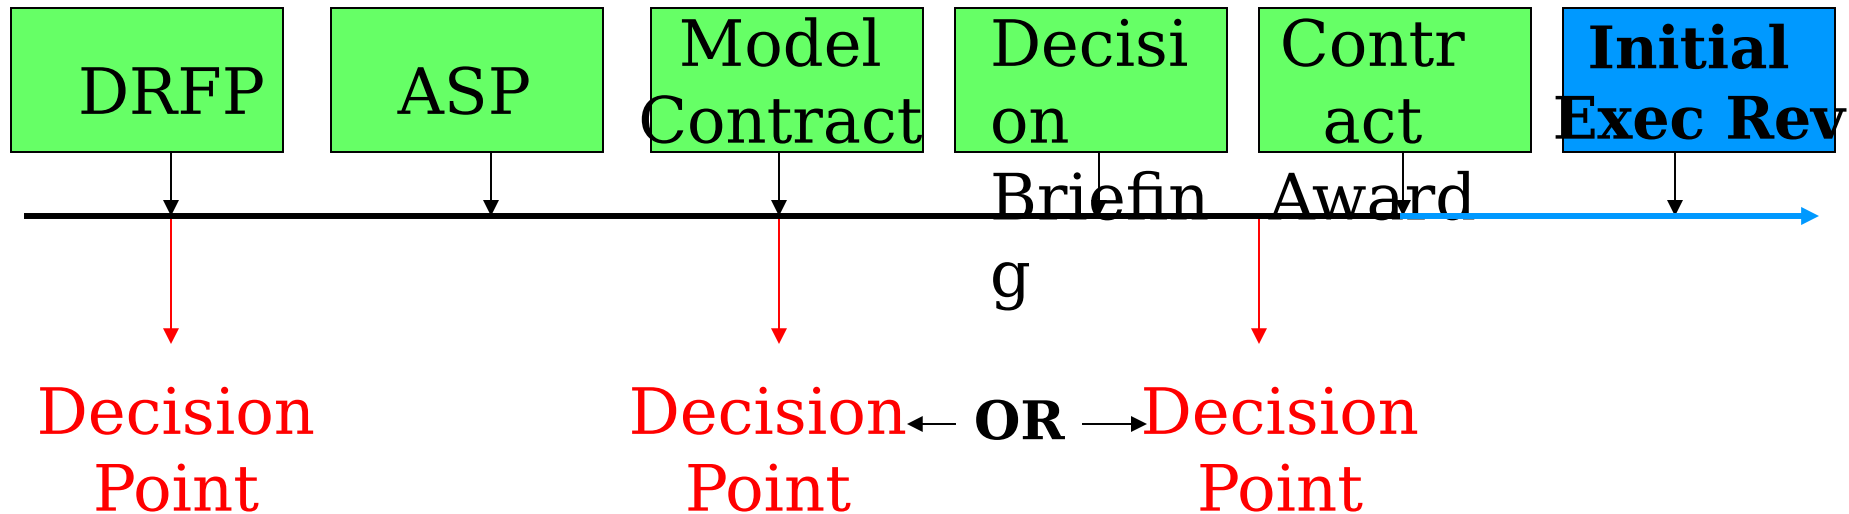 DRFP
ASP
Model
Contract
Decisi
on
Briefin
g
Contr
act
Award
Initial
Exec Rev
Decision
Point
Decision
Point
OR
Decision
Point